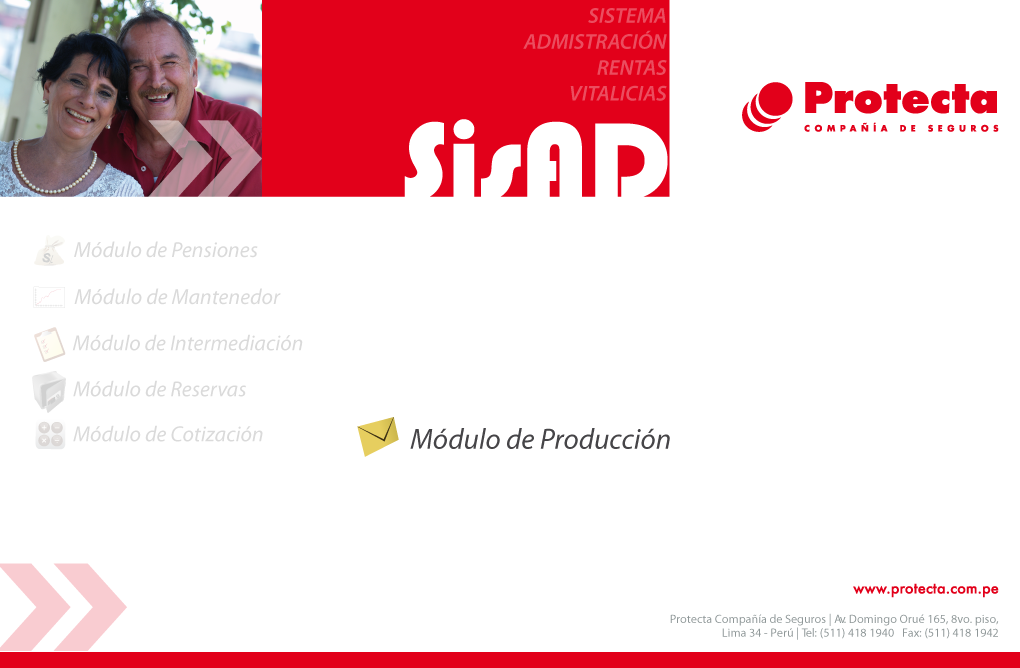 SISTEMA
ADMISTRACIÓN
RENTAS
VITALICIAS
SisAD
Protecta
COMPAÑÍA DE SEGUROS
Módulo de Pensiones
Módulo de Mantenedor
Módulo de Intermediación
Módulo de Reservas
Módulo de Cotización
Módulo de Producción
www.protecta.com.pe
Protecta Compañía de Seguros | Av. Domingo Orué 165, 8vo. piso,
Lima 34 - Perú | Tel: (511) 418 1940 Fax: (511) 418 1942